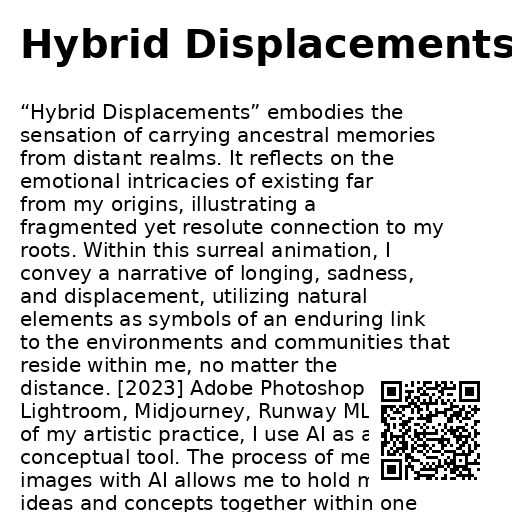 Hybrid Displacements
“Hybrid Displacements” embodies the
sensation of carrying ancestral memories
from distant realms. It reflects on the
emotional intricacies of existing far
from my origins, illustrating a
fragmented yet resolute connection to my
roots. Within this surreal animation, I
convey a narrative of longing, sadness,
and displacement, utilizing natural
elements as symbols of an enduring link
to the environments and communities that
reside within me, no matter the
distance. [2023] Adobe Photoshop
Lightroom, Midjourney, Runway ML
of my artistic practice, I use AI as a
conceptual tool. The process of me
images with AI allows me to hold
ideas and concepts together within one